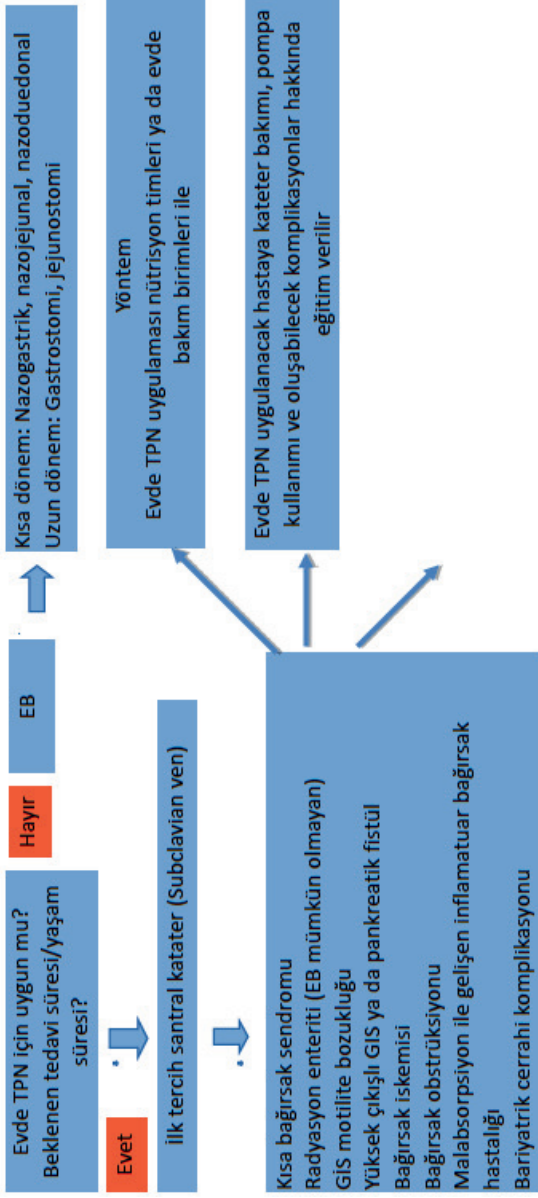 Evde TPN için uygun mu?
Beklenen tedavi süresi/yaşam
süresi?
Hayır
EB
Kısa dönem: Nazogastrik, nazojejunal, nazoduedonal
Uzun dönem: Gastrostomi, jejunostomi
Evet
İlk tercih santral katater (Subclavian ven)
Kısa bağırsak sendromu
Radyasyon enteriti (EB mümkün olmayan)
GİS motilite bozukluğu
Yüksek çıkışlı GIS ya da pankreatik fistül
Bağırsak iskemisi
Bağırsak obstrüksiyonu
Malabsorpsiyon ile gelişen inflamatuar bağırsak
hastalığı
Bariyatrik cerrahi komplikasyonu
Yöntem
Evde TPN uygulaması nütrisyon timleri ya da evde
bakım birimleri ile
Evde TPN uygulanacak hastaya kateter bakımı, pompa
kullanımı ve oluşabilecek komplikasyonlar hakkında
eğitim verilir